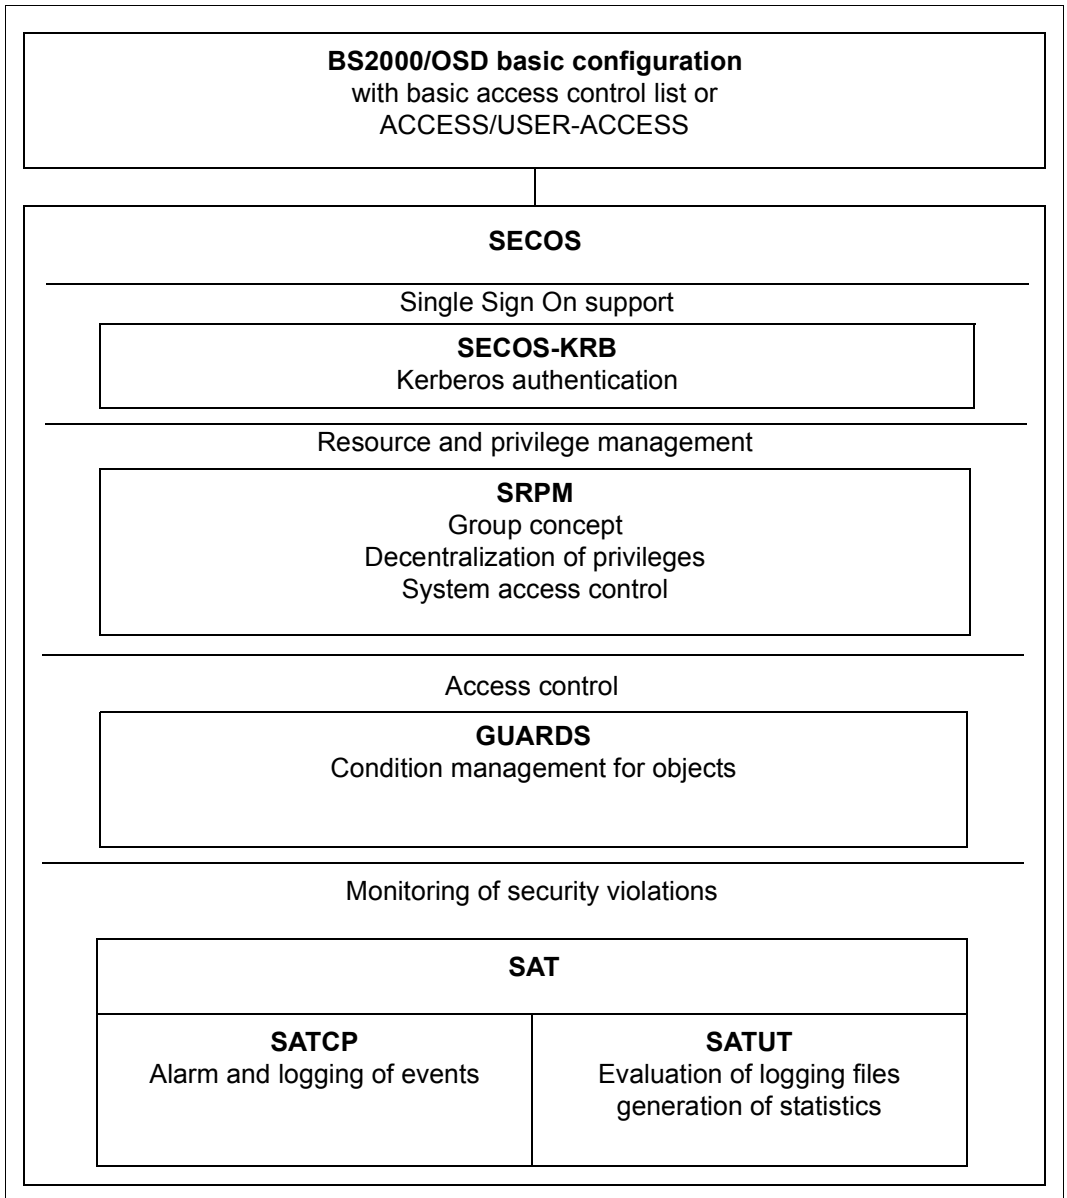 BS2000/OSD basic configuration
with basic access control list or
ACCESS/USER-ACCESS
SECOS
Single Sign On support
SECOS-KRB
Kerberos authentication
Resource and privilege management
SRPM
Group concept
Decentralization of privileges
System access control
Access control
GUARDS
Condition management for objects
Monitoring of security violations
SAT
SATCP
Alarm and logging of events
SATUT
Evaluation of logging files
generation of statistics